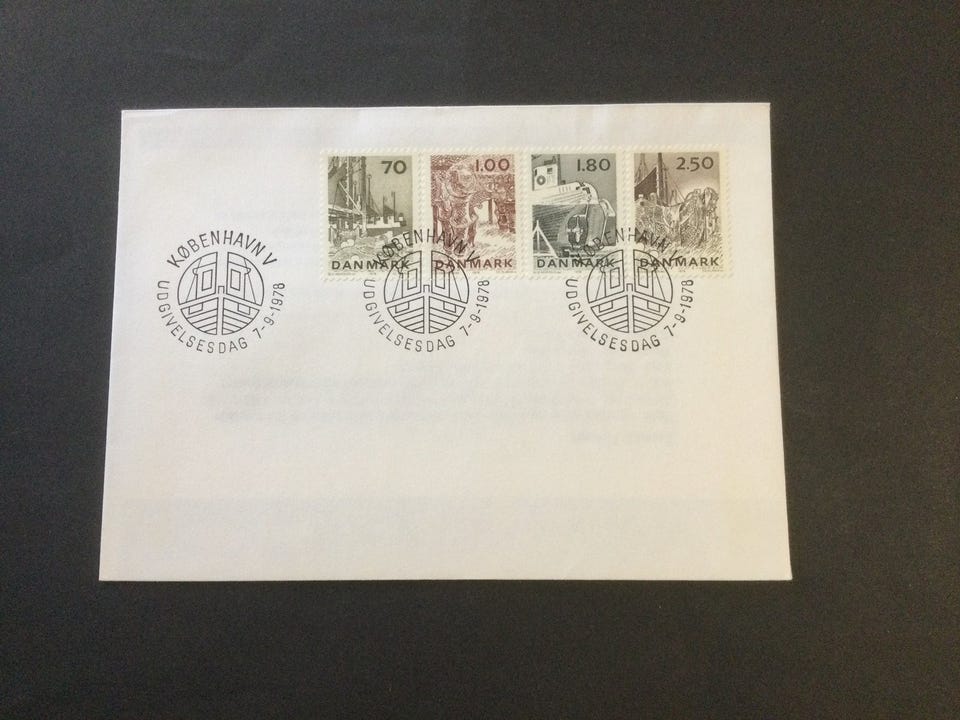 70
DANMARK
1.00
DANMARK
1.80
DANMARK
2.50
DANMARK
KØBENHAVN V
UDGIVELSESDAG 7-9-1978
KØBENHAVN V
UDGIVELSESDAG 7-9-1978
KØBENHAVN V
UDGIVELSESDAG 7-9-1978